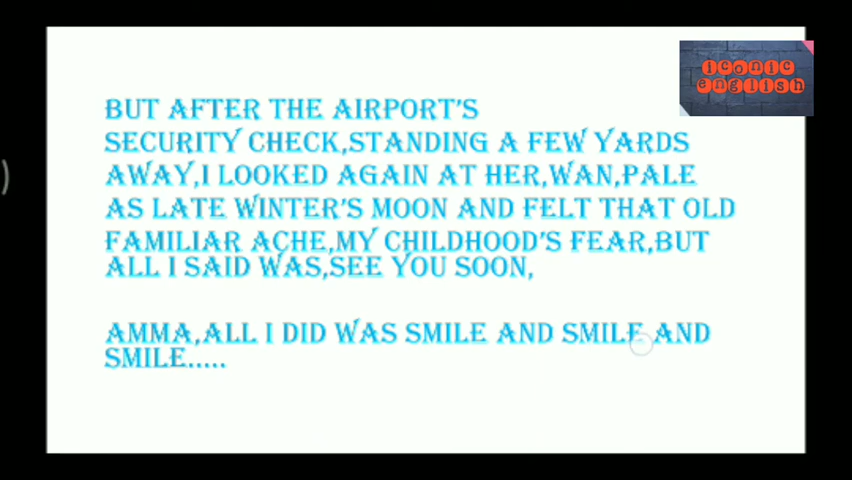 iconic
english
BUT AFTER THE AIRPORT'S
SECURITY CHECK,STANDING A FEW YARDS
AWAY,I LOOKED AGAIN AT HER,WAN,PALE
AS LATE WINTER'S MOON AND FELT THAT OLD
FAMILIAR ACHE,MY CHILDHOOD'S FEAR,BUT
ALL I SAID WAS,SEE YOU SOON,
AMMA,ALL I DID WAS SMILE AND SMILE AND
SMILE.....